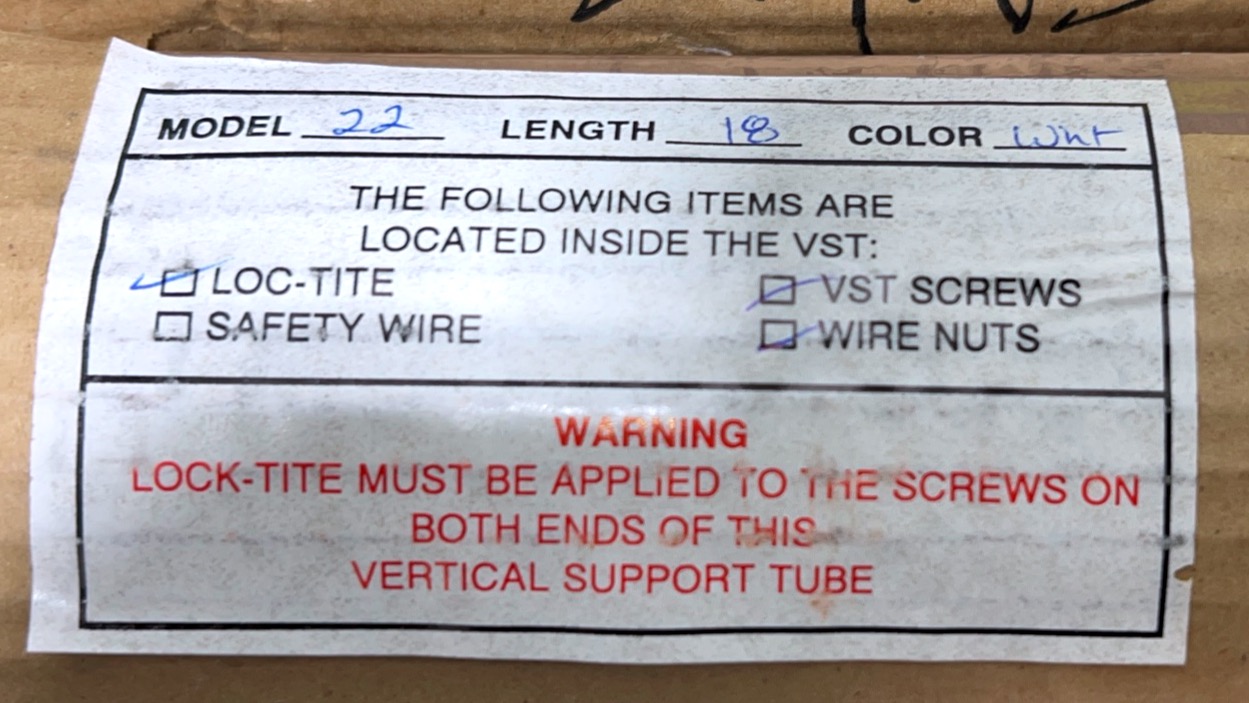 MODEL 22 LENGTH 18 COLOR Wht
THE FOLLOWING ITEMS ARE
LOCATED INSIDE THE VST:
LOC-TITE VST SCREWS
SAFETY WIRE WIRE NUTS
WARNING
LOCK-TITE MUST BE APPLIED TO THE SCREWS ON
BOTH ENDS OF THIS
VERTICAL SUPPORT TUBE